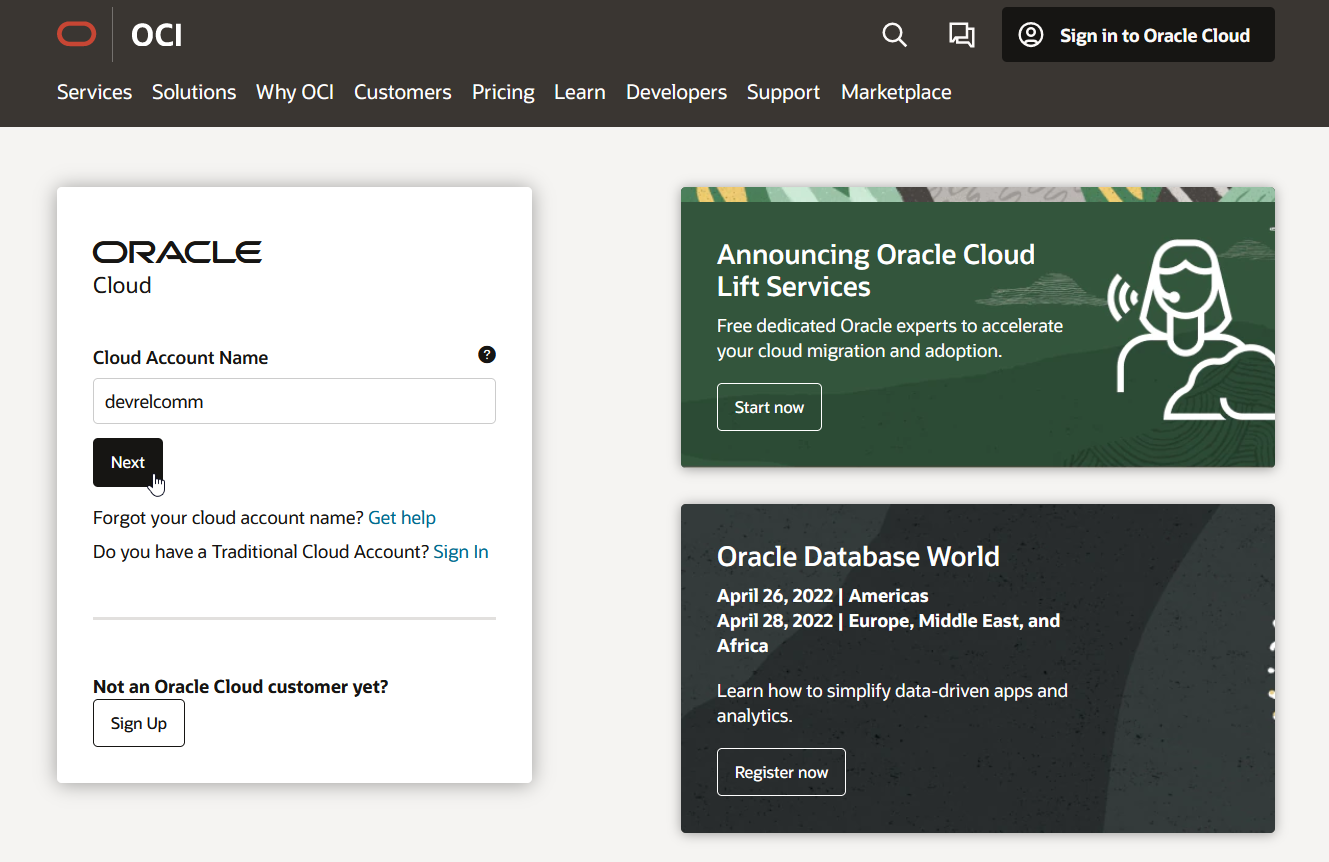 OCI
Sign in to Oracle Cloud
Services Solutions Why OCI Customers Pricing Learn Developers Support Marketplace
ORACLE
Cloud
Cloud Account Name ?
devrelcomm
Next
Forgot your cloud account name? Get help
Do you have a Traditional Cloud Account? Sign In
Not an Oracle Cloud customer yet?
Sign Up
Announcing Oracle Cloud
Lift Services
Free dedicated Oracle experts to accelerate
your cloud migration and adoption.
Start now
Oracle Database World
April 26, 2022 | Americas
April 28, 2022 | Europe, Middle East, and
Africa
Learn how to simplify data-driven apps and
analytics.
Register now